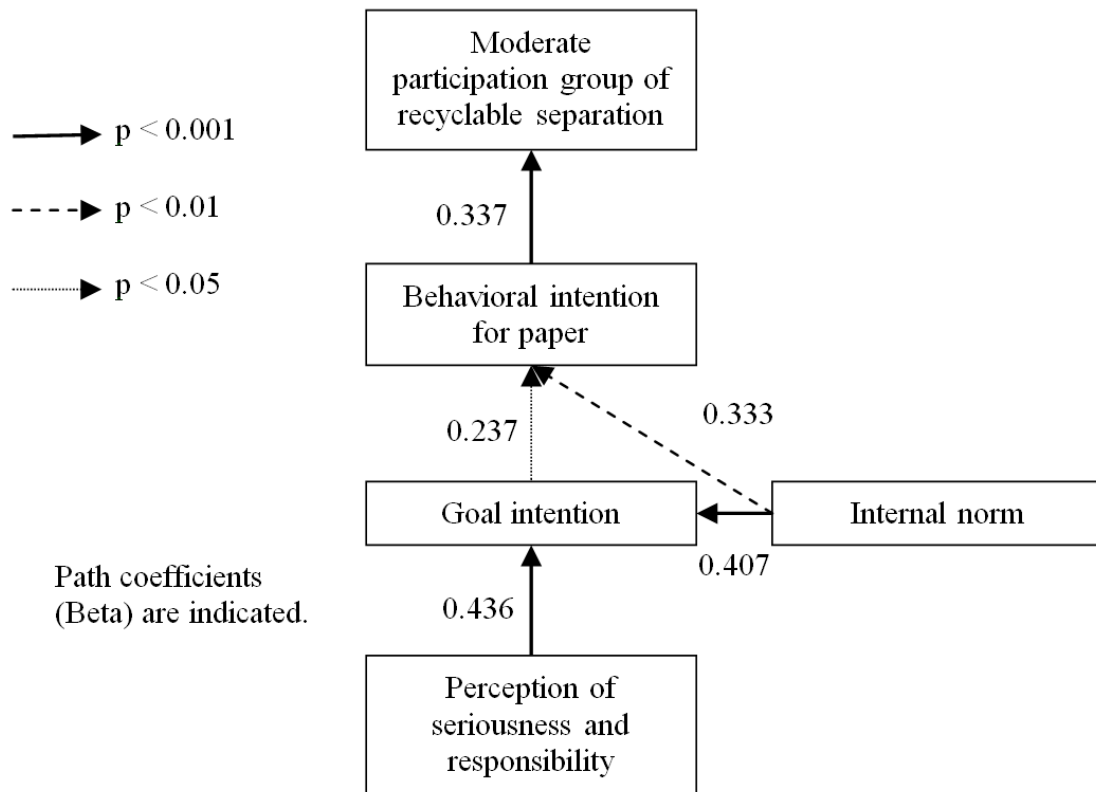 Moderate
participation group of
recyclable separation
p < 0.001
p < 0.01
p < 0.05
0.337
Behavioral intention
for paper
0.237
0.333
Goal intention
Internal norm
0.407
Path coefficients
(Beta) are indicated.
0.436
Perception of
seriousness and
responsibility